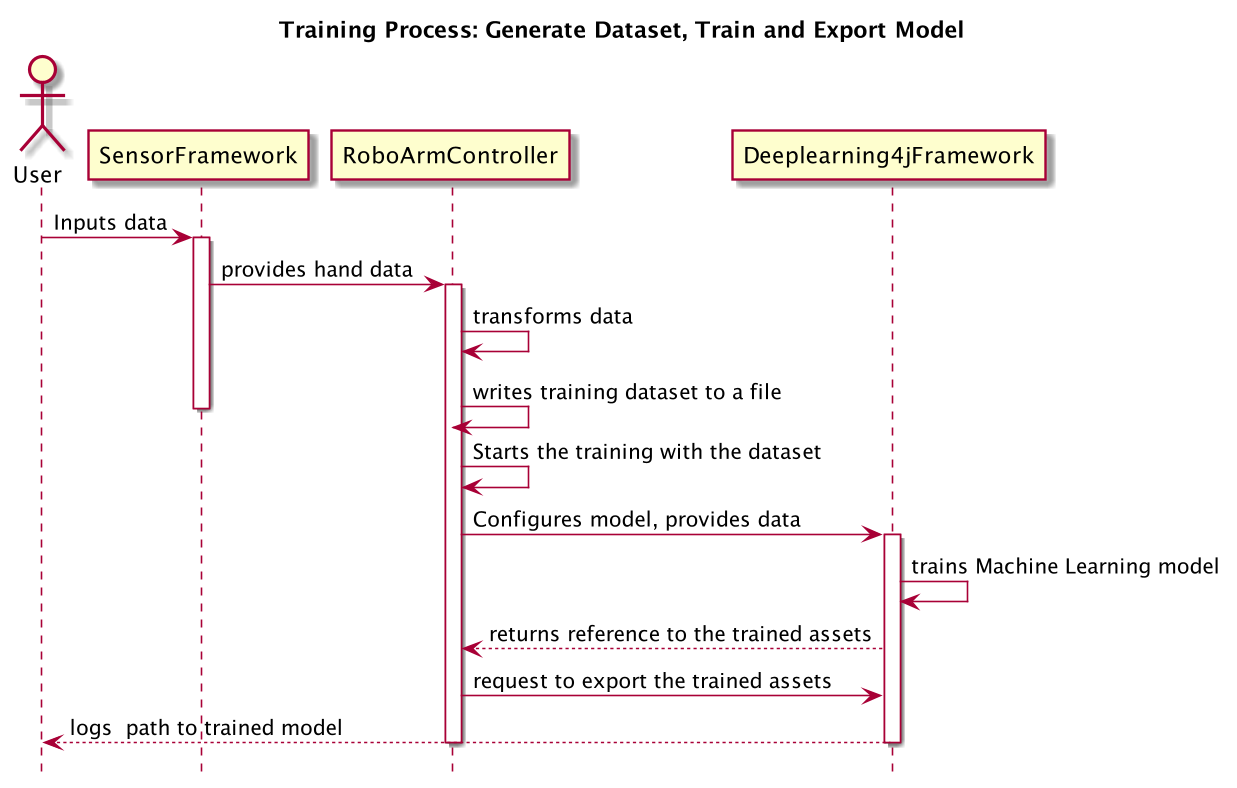 Training Process: Generate Dataset, Train and Export Model
User
SensorFramework
RoboArmController
Deeplearning4jFramework
Inputs data
provides hand data
transforms data
writes training dataset to a file
Starts the training with the dataset
Configures model, provides data
trains Machine Learning model
returns reference to the trained assets
request to export the trained assets
logs  path to trained model